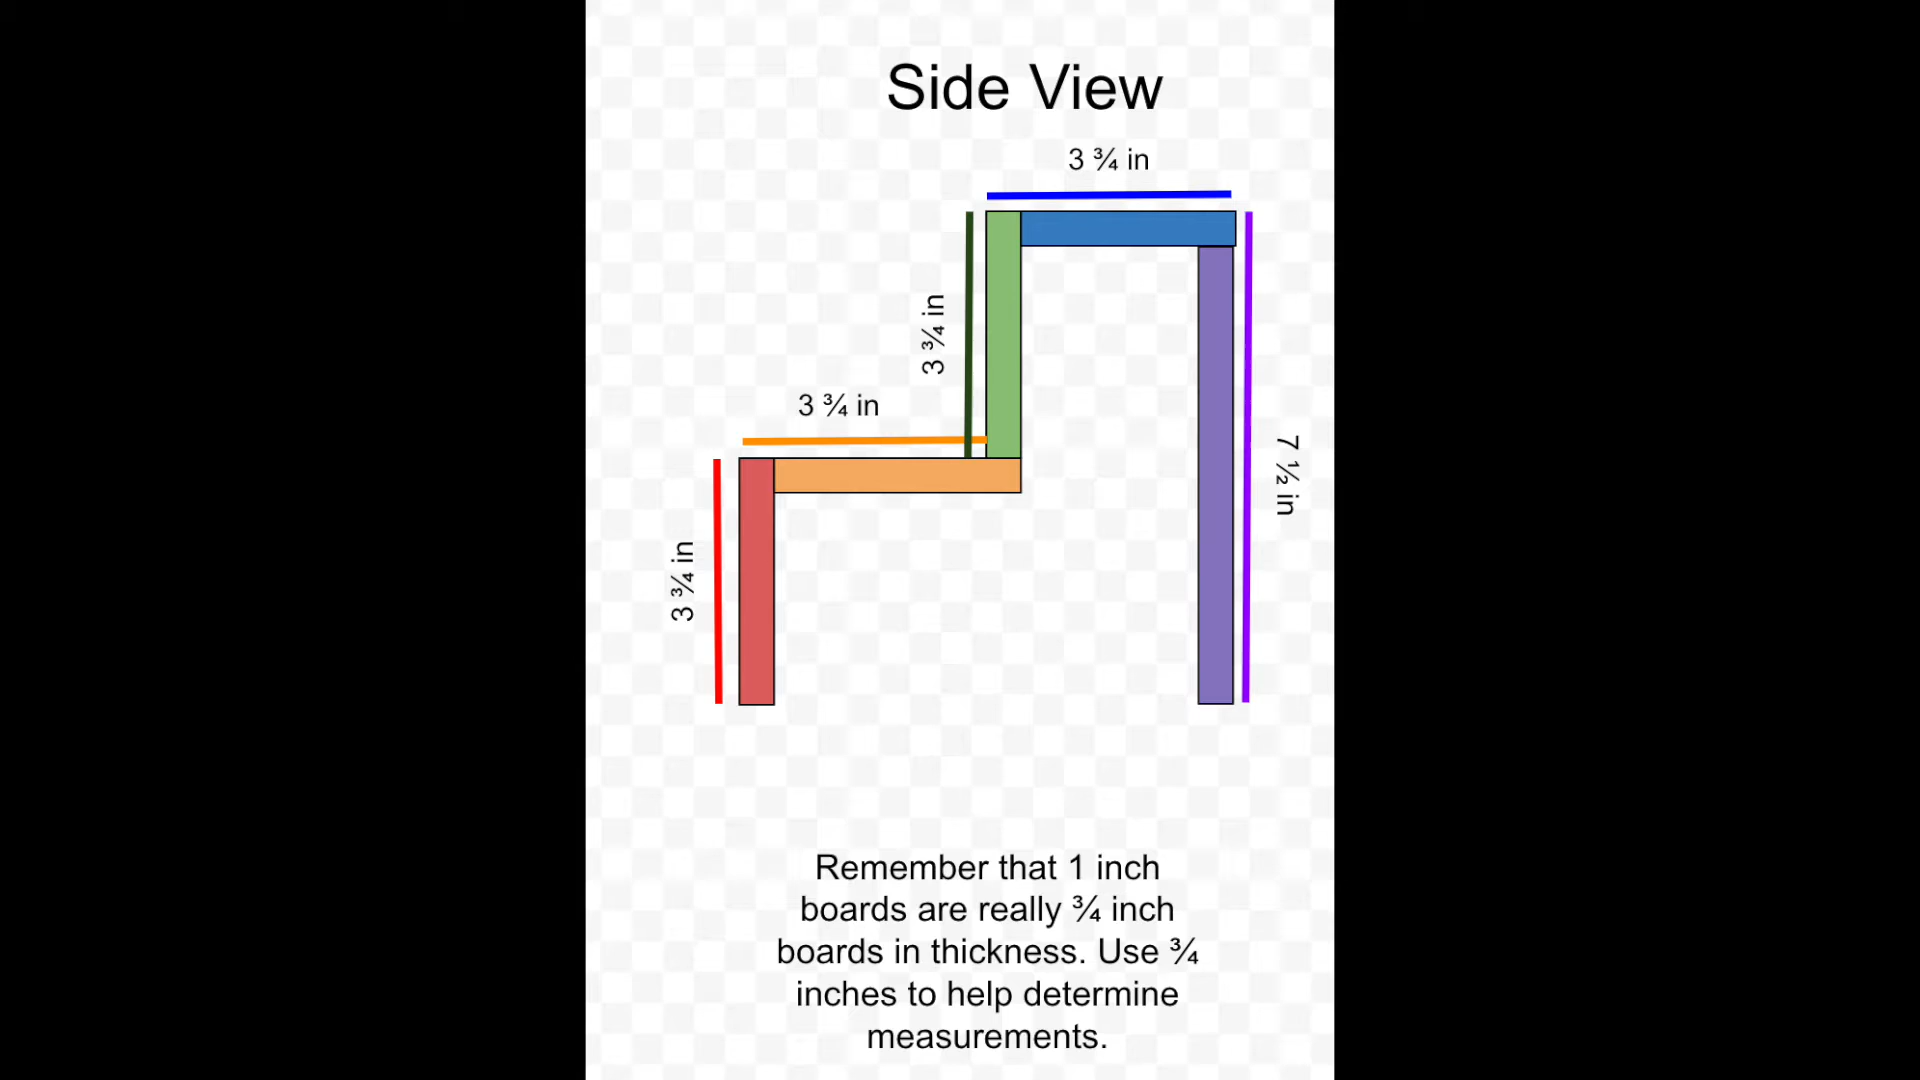 Side View
3 ¾ in
3 ¾ in
3 ¾ in
7 ½ in
3 ¾ in
Remember that 1 inch
boards are really ¾ inch
boards in thickness. Use ¾
inches to help determine
measurements.